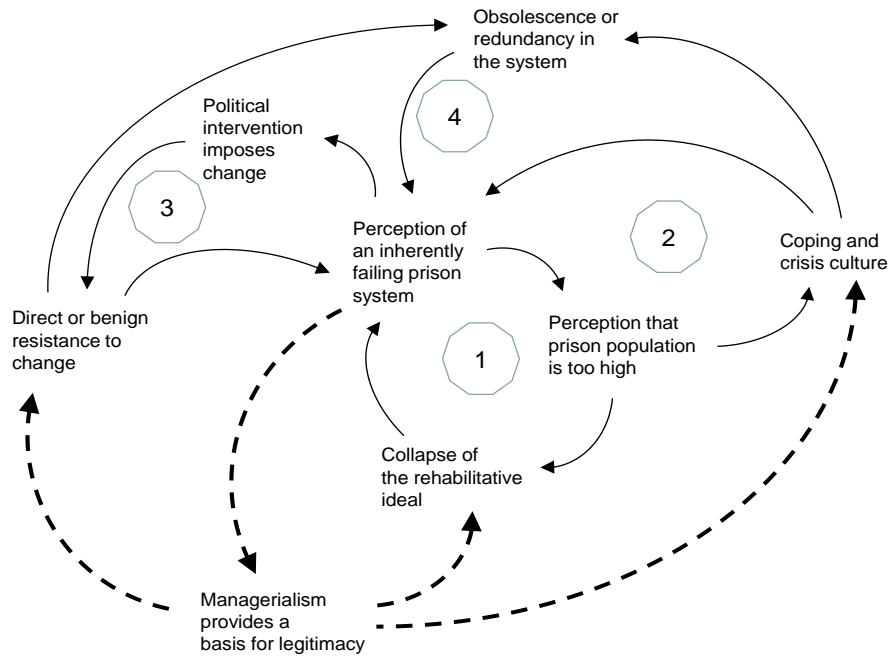 Obsolescence or
redundancy in
the system
4
Political
intervention
imposes
change
3
Perception of
an inherently
failing prison
system
2
Coping and
crisis culture
Direct or benign
resistance to
change
1
Perception that
prison population
is too high
Collapse of
the rehabilitative
ideal
Managerialism
provides a
basis for legitimacy